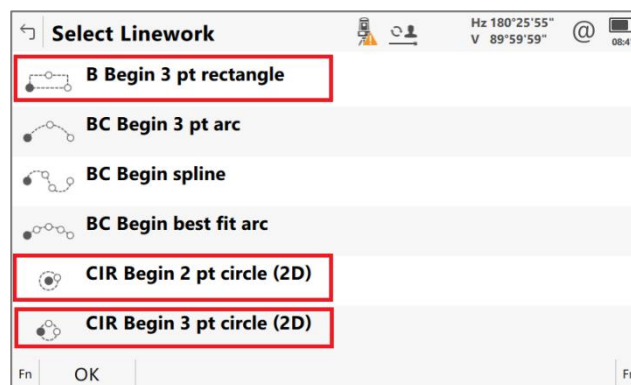 Select Linework
Hz 180°25'55"
V 89°59'59"
@
B Begin 3 pt rectangle
BC Begin 3 pt arc
BC Begin spline
BC Begin best fit arc
CIR Begin 2 pt circle (2D)
CIR Begin 3 pt circle (2D)
Fn OK